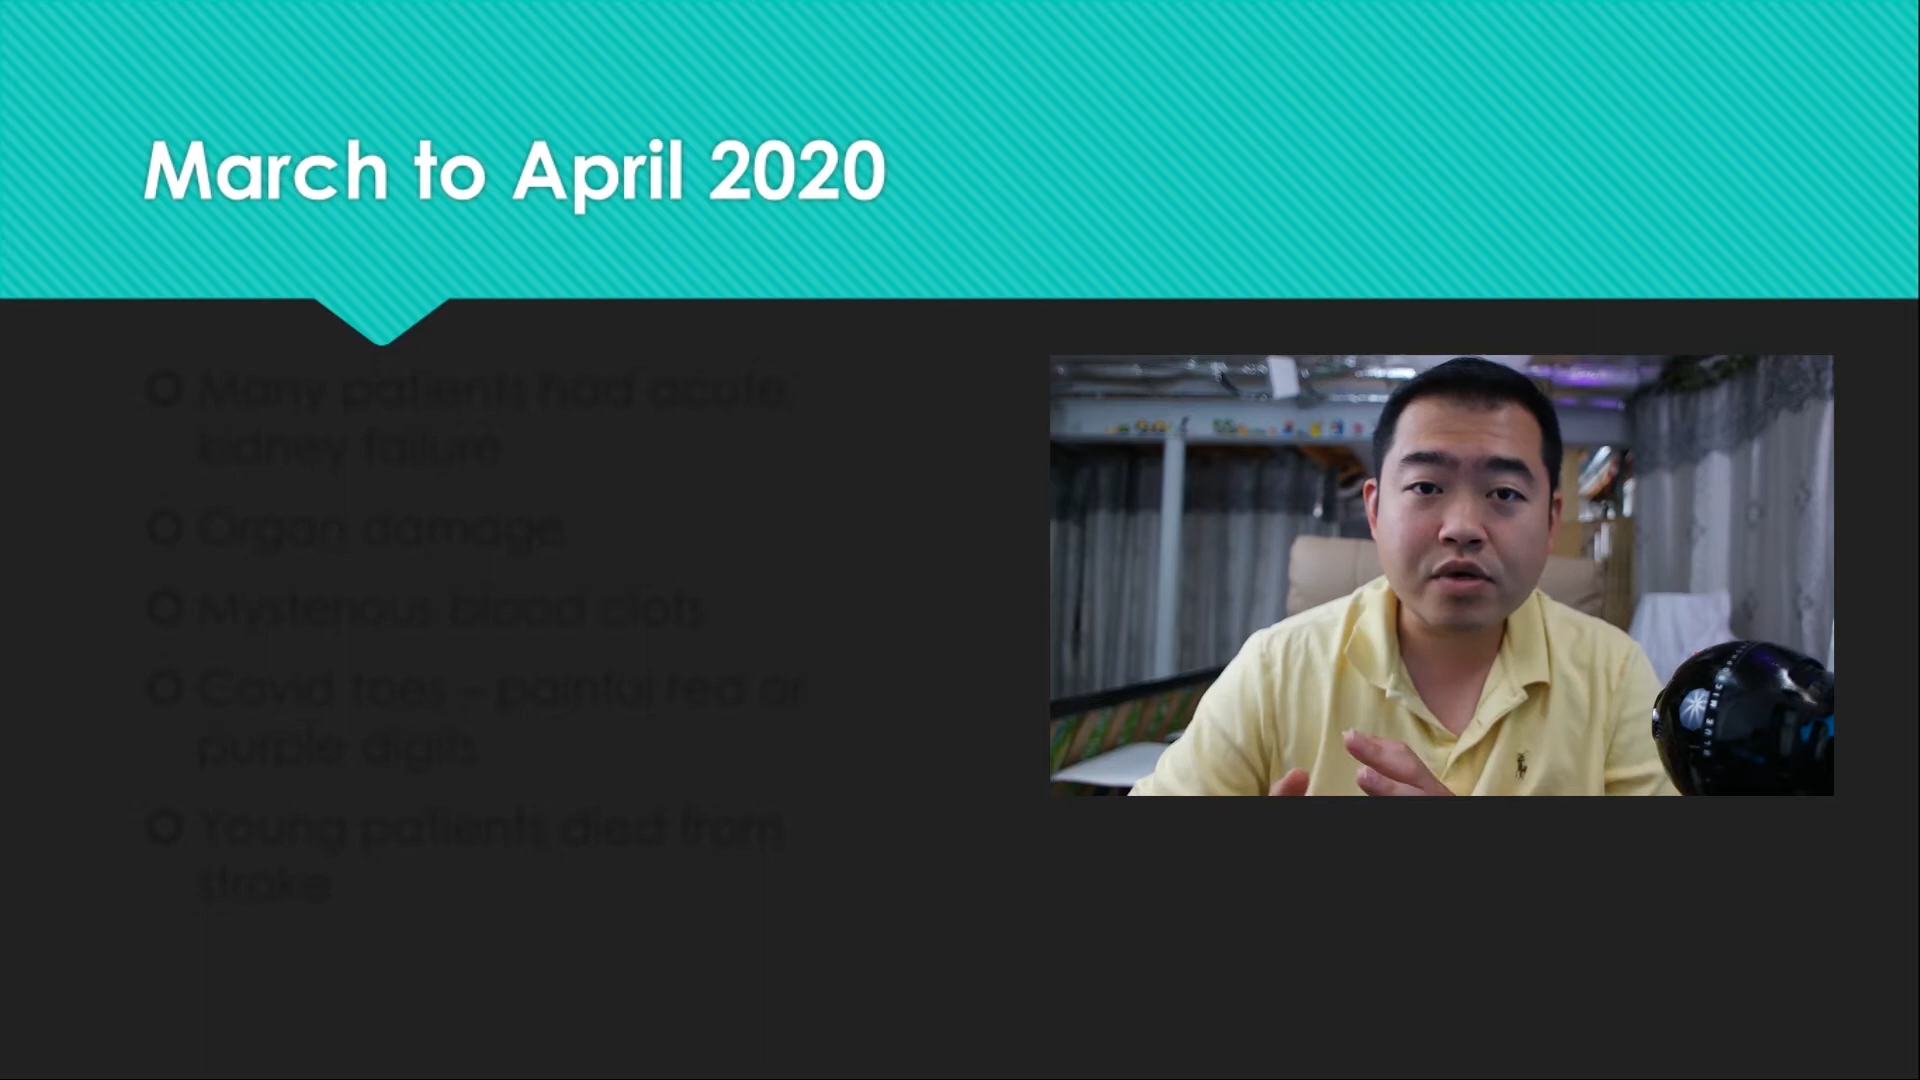 March to April 2020
Many patients had acute
kidney failure
Organ damage
Mysterious blood clots
Covid toes – painful red or
purple digits
Young patients died from
stroke